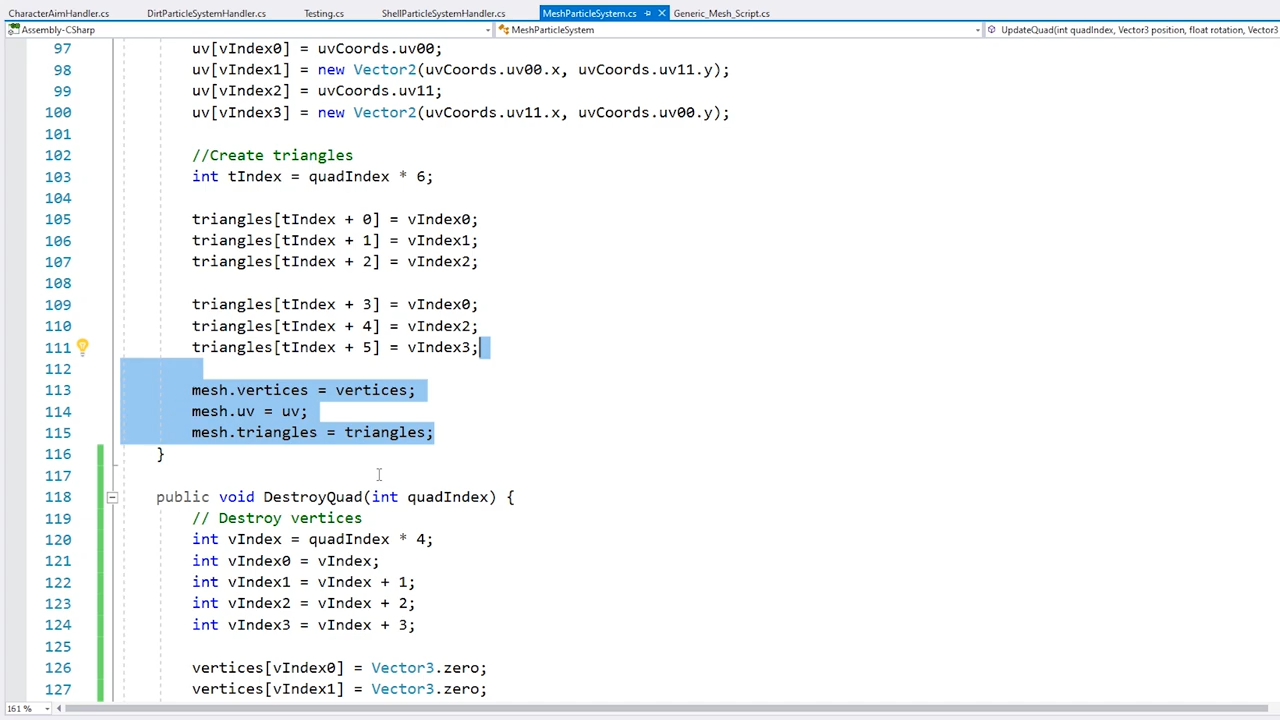 CharacterAimHandler.cs DirtParticleSystemHandler.cs Testing.cs ShellParticleSystemHandler.cs MeshParticleSystem.cs Generic_Mesh_Script.cs
Assembly-CSharp MeshParticleSystem UpdateQuad(int quadIndex, Vector3 position, float rotation, Vector3
97 uv[vIndex0] = uvCoords.uv00;
98 uv[vIndex1] = new Vector2(uvCoords.uv00.x, uvCoords.uv11.y);
99 uv[vIndex2] = uvCoords.uv11;
100 uv[vIndex3] = new Vector2(uvCoords.uv11.x, uvCoords.uv00.y);
101
102 //Create triangles
103 int tIndex = quadIndex * 6;
104
105 triangles[tIndex + 0] = vIndex0;
106 triangles[tIndex + 1] = vIndex1;
107 triangles[tIndex + 2] = vIndex2;
108
109 triangles[tIndex + 3] = vIndex0;
110 triangles[tIndex + 4] = vIndex2;
111 triangles[tIndex + 5] = vIndex3;
112
113 mesh.vertices = vertices;
114 mesh.uv = uv;
115 mesh.triangles = triangles;
116 }
117
118 public void DestroyQuad(int quadIndex) {
119 // Destroy vertices
120 int vIndex = quadIndex * 4;
121 int vIndex0 = vIndex;
122 int vIndex1 = vIndex + 1;
123 int vIndex2 = vIndex + 2;
124 int vIndex3 = vIndex + 3;
125
126 vertices[vIndex0] = Vector3.zero;
127 vertices[vIndex1] = Vector3.zero;
161 %